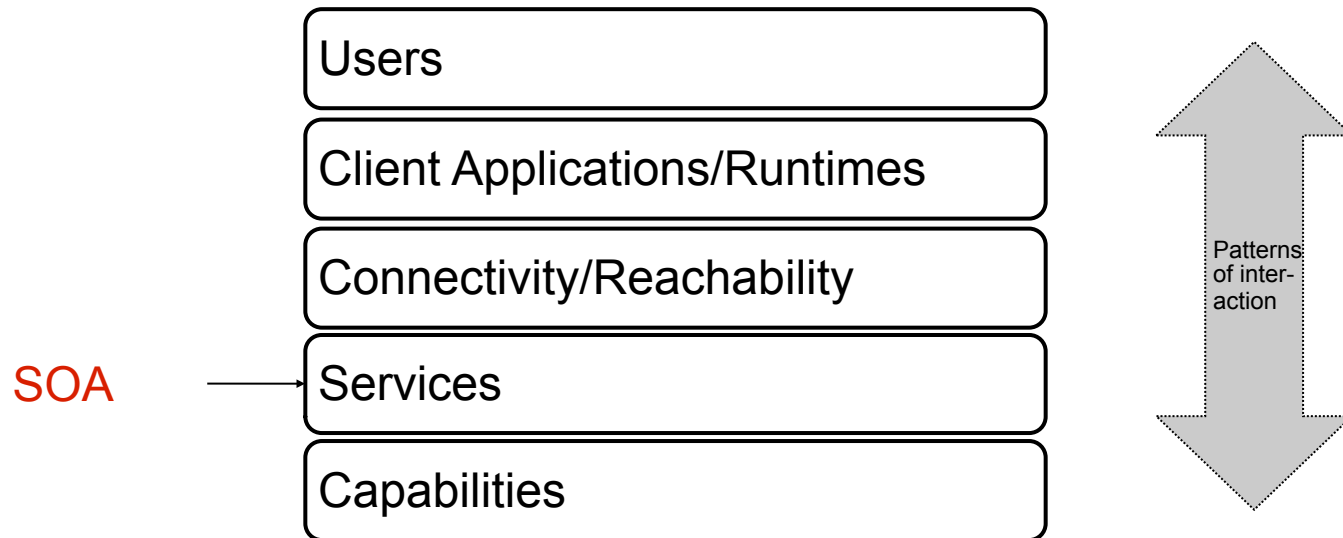 Users
Client Applications/Runtimes
Connectivity/Reachability
SOA
Services
Capabilities
Patterns
of inter-
action